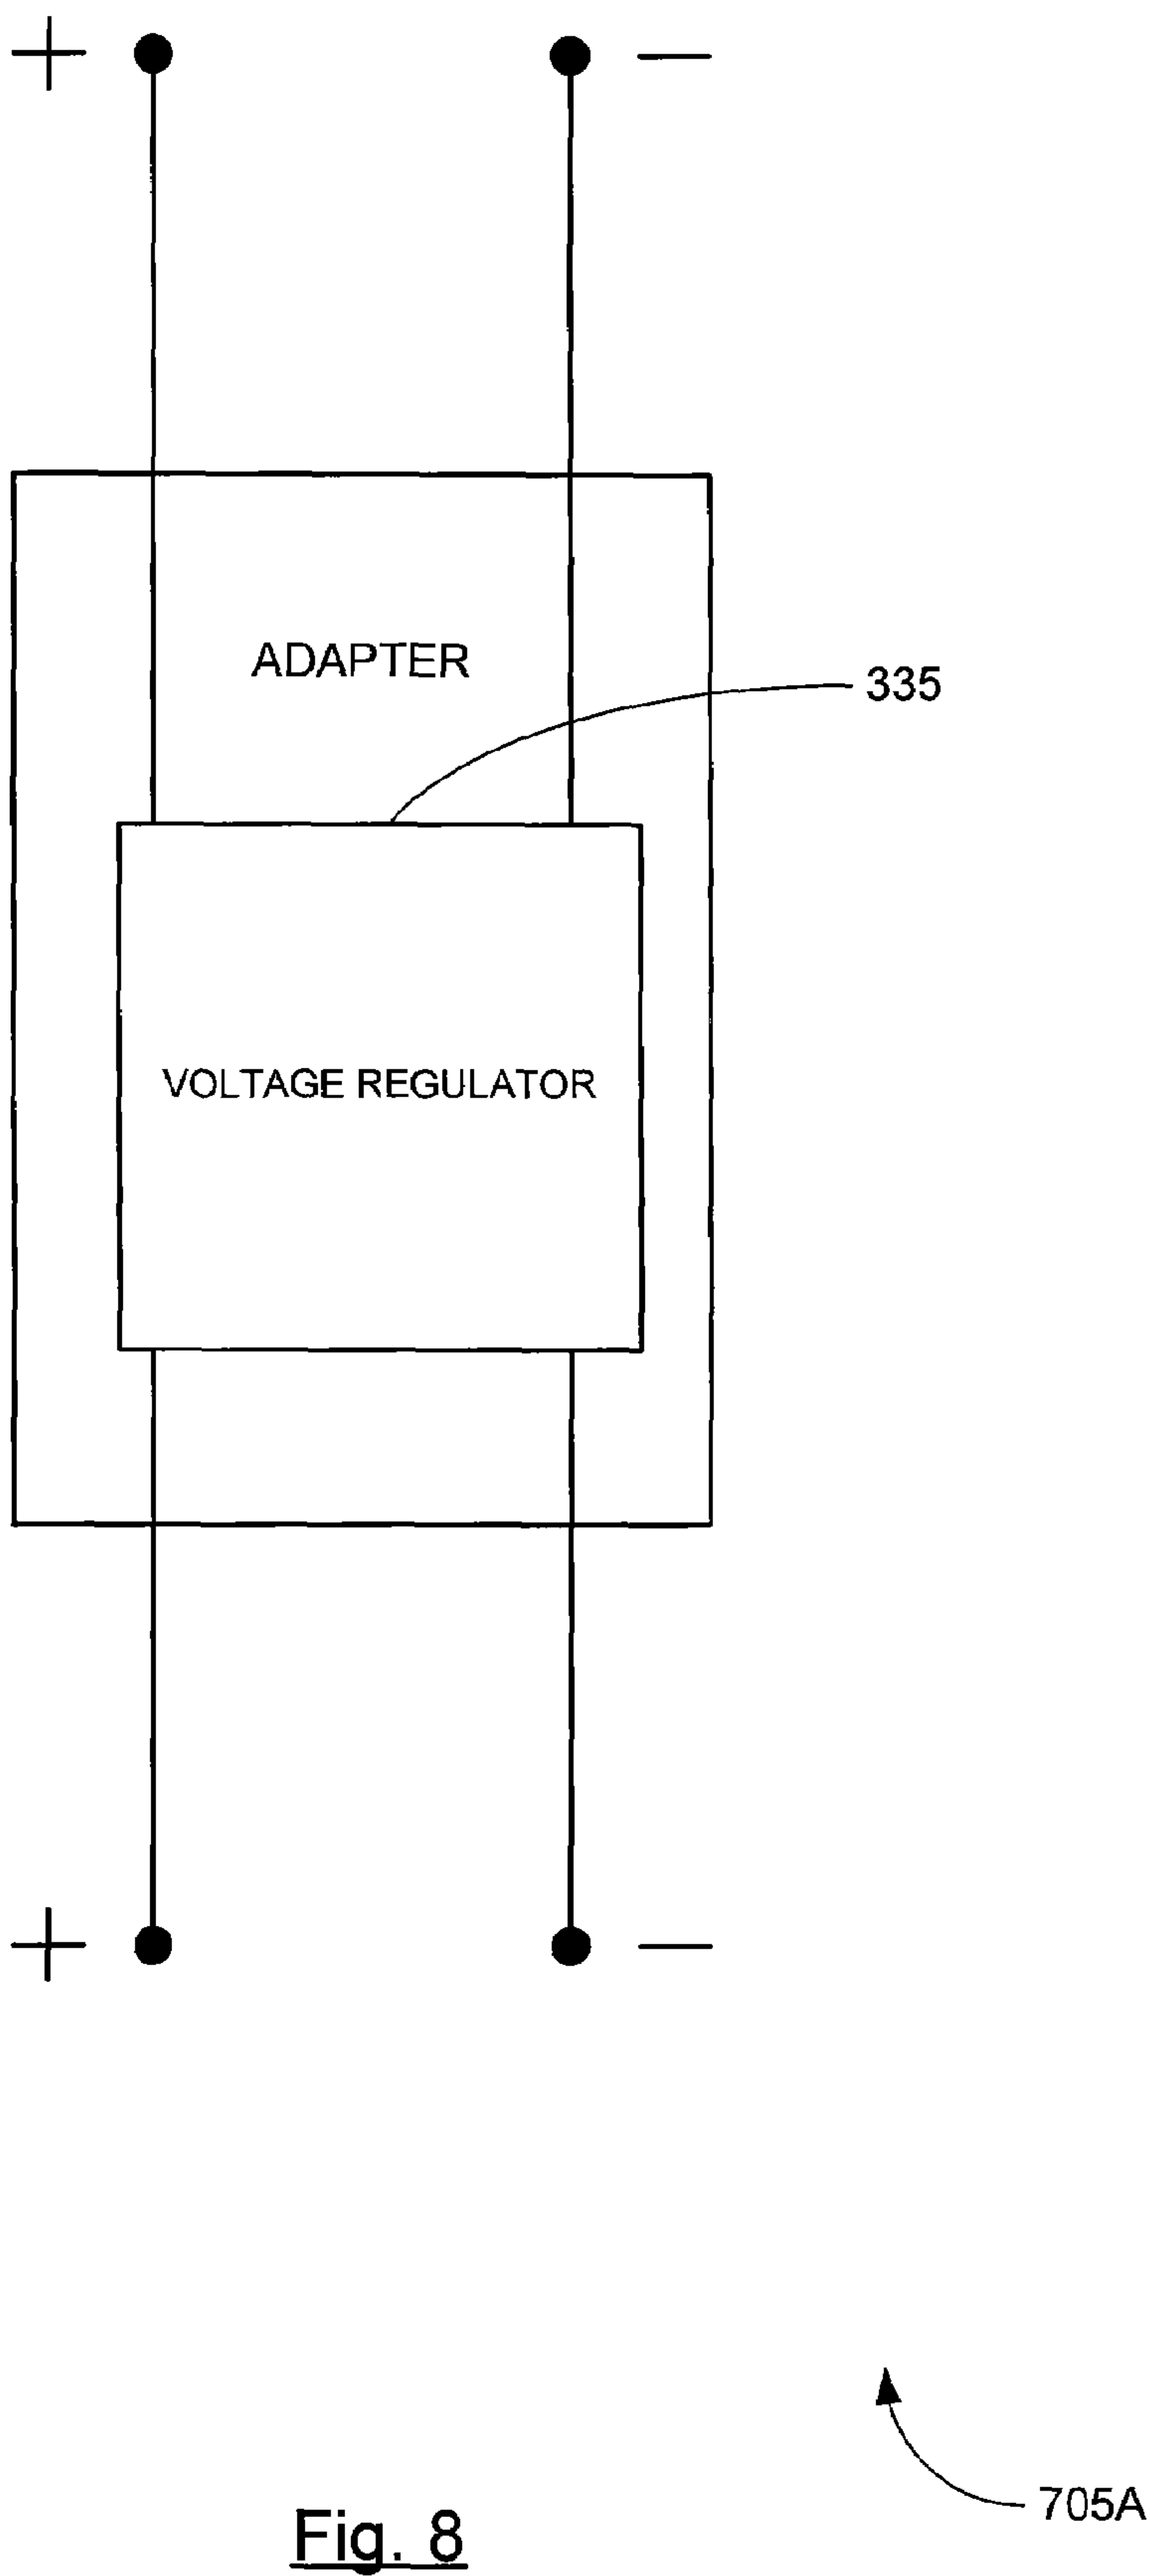 + −
ADAPTER
335
VOLTAGE REGULATOR
+ −
705A
Fig. 8